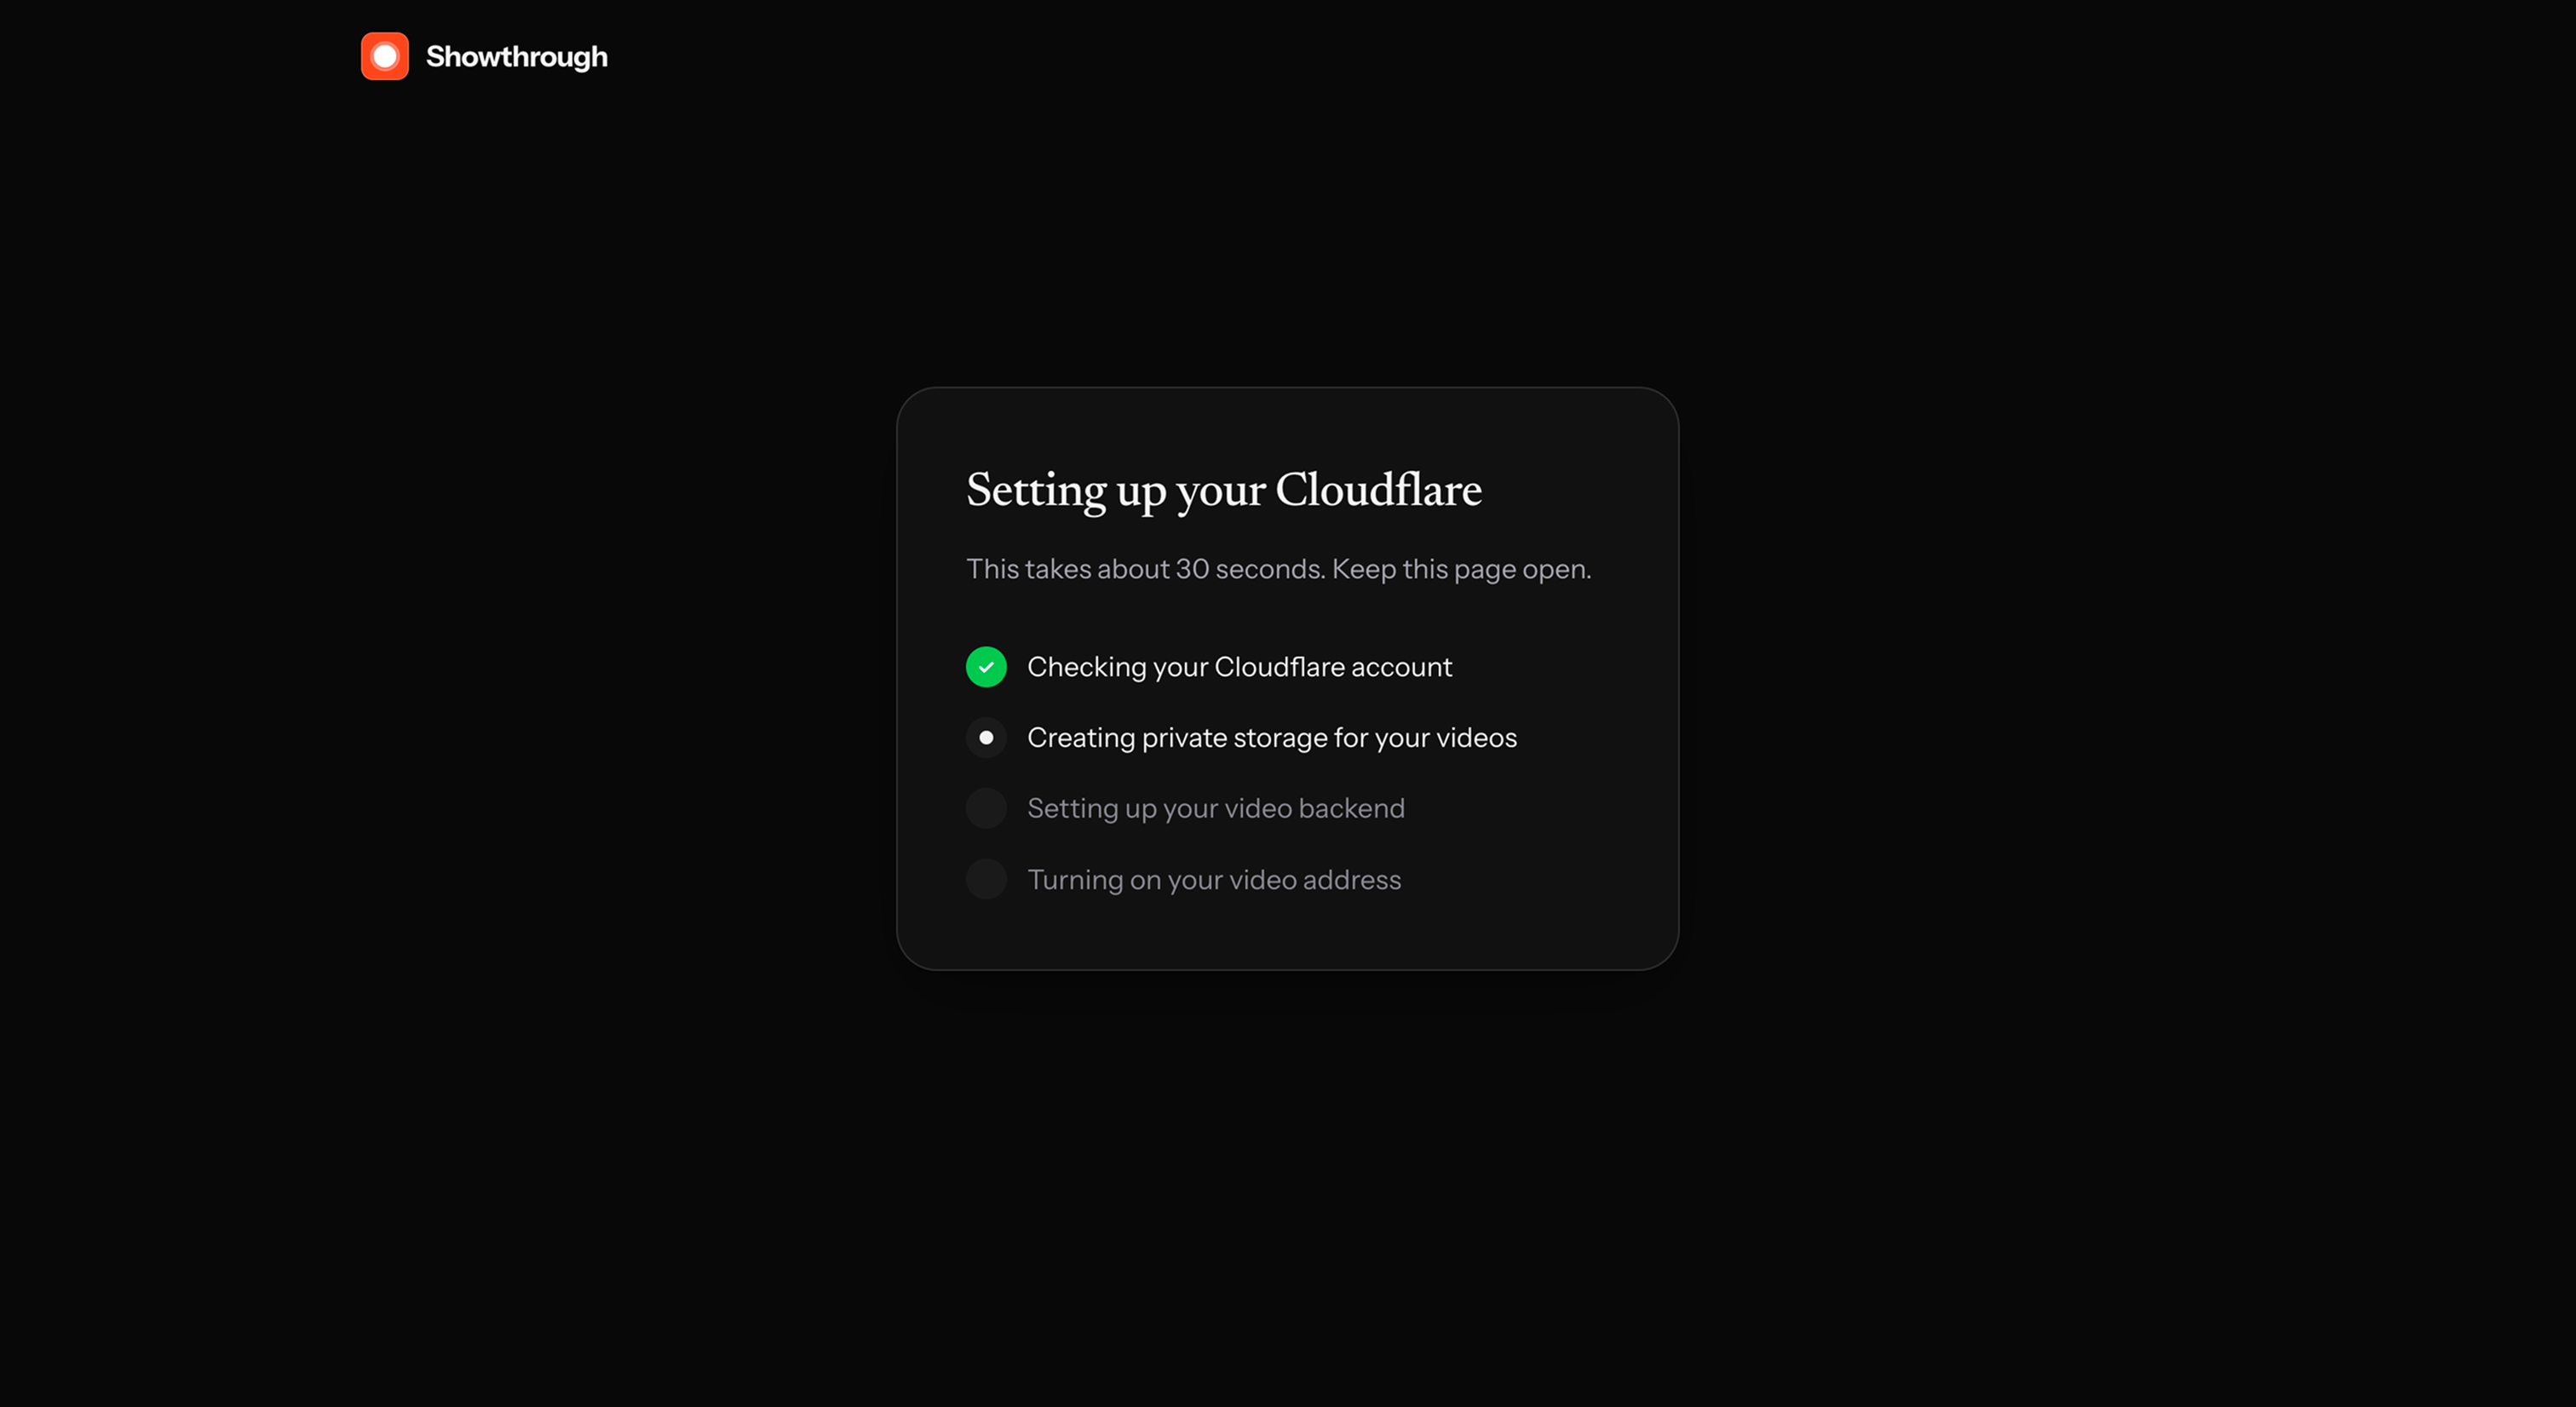 Showthrough
Setting up your Cloudflare
This takes about 30 seconds. Keep this page open.
Checking your Cloudflare account
Creating private storage for your videos
Setting up your video backend
Turning on your video address